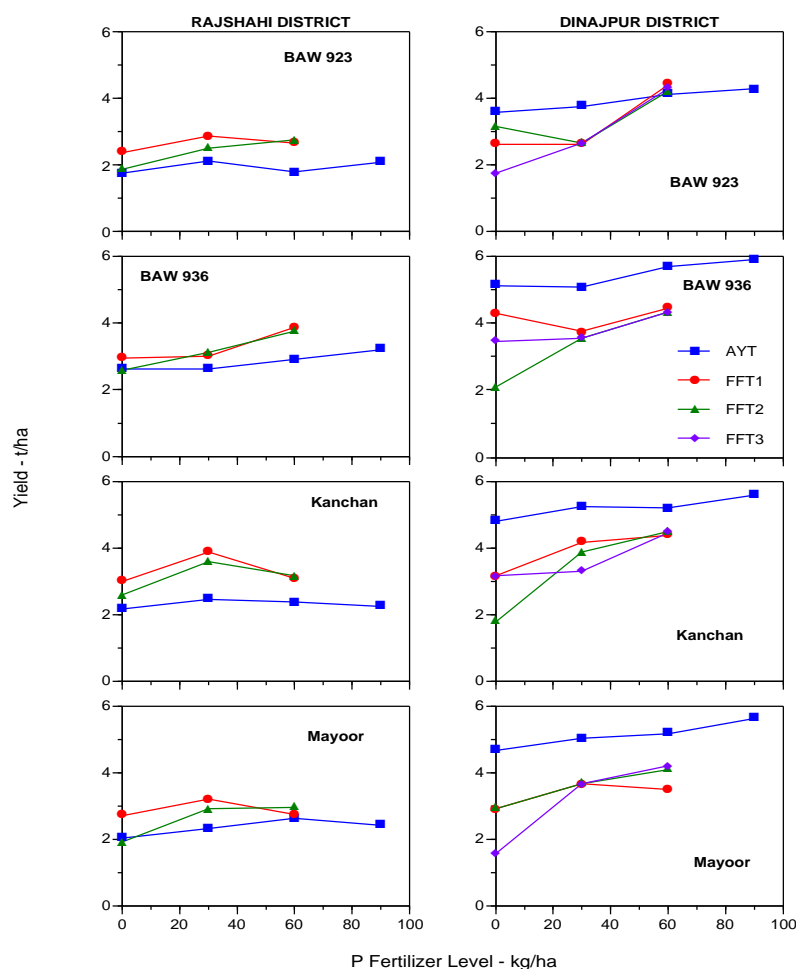 RAJSHAHI DISTRICT
DINAJPUR DISTRICT
6
4
2
0
BAW 923
6
4
2
0
BAW 923
6
4
2
0
BAW 936
6
4
2
0
BAW 936
AYT
FFT1
FFT2
FFT3
Yield - t/ha
6
4
2
0
Kanchan
6
4
2
0
Kanchan
6
4
2
0
Mayoor
0 20 40 60 80 100
6
4
2
0
Mayoor
0 20 40 60 80 100
P Fertilizer Level - kg/ha